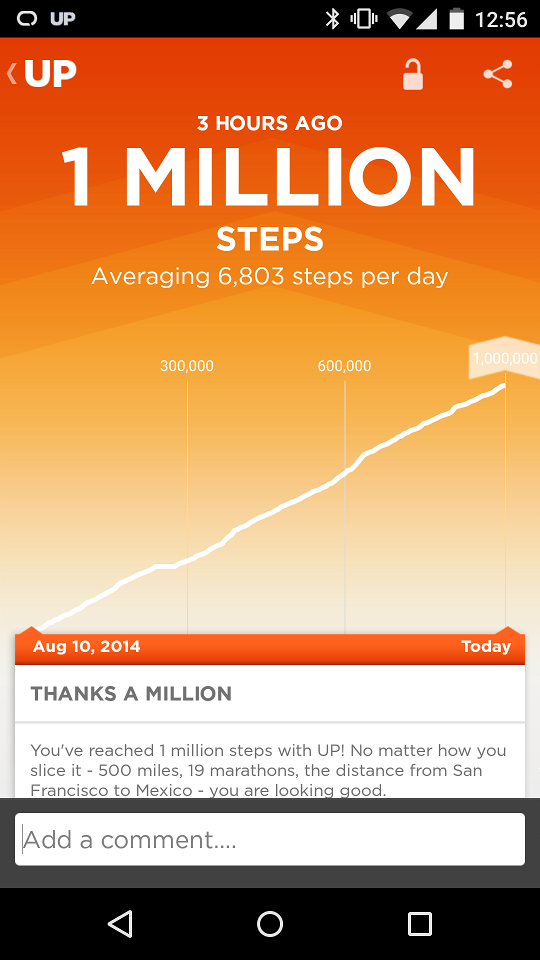 UP 12:56
UP
3 HOURS AGO
1 MILLION
STEPS
Averaging 6,803 steps per day
300,000 600,000 1,000,000
Aug 10, 2014 Today
THANKS A MILLION
You've reached 1 million steps with UP! No matter how you
slice it - 500 miles, 19 marathons, the distance from San
Francisco to Mexico - you are looking good.
Add a comment....